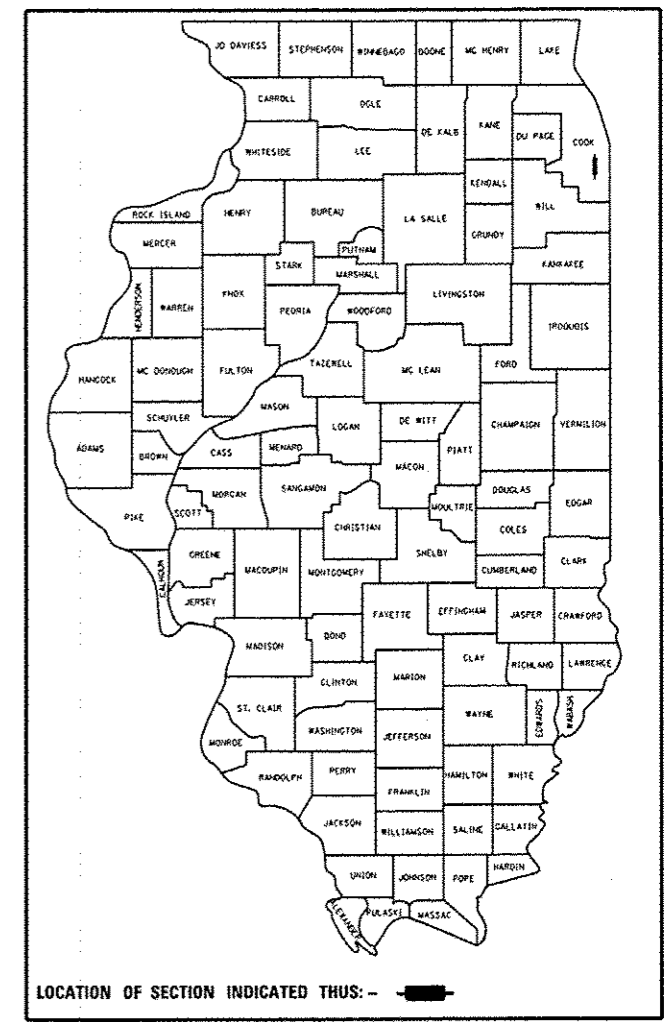 JO DAVIESS STEPHENSON WINNEBAGO BOONE MC HENRY LAKE
CARROLL OGLE DE KALB KANE DU PAGE COOK
WHITESIDE LEE
KENDALL
ROCK ISLAND HENRY BUREAU LA SALLE WILL
MERCER PUTNAM GRUNDY
STARK MARSHALL KANKAKEE
HENDERSON WARREN KNOX PEORIA WOODFORD LIVINGSTON IROQUOIS
HANCOCK MC DONOUGH FULTON TAZEWELL MC LEAN FORD
MASON
SCHUYLER LOGAN DE WITT CHAMPAIGN VERMILION
ADAMS BROWN CASS MENARD MACON PIATT
MORGAN SANGAMON DOUGLAS EDGAR
PIKE SCOTT CHRISTIAN MOULTRIE COLES
GREENE MACOUPIN MONTGOMERY SHELBY CUMBERLAND CLARK
CALHOUN JERSEY FAYETTE EFFINGHAM JASPER CRAWFORD
MADISON BOND CLAY RICHLAND LAWRENCE
CLINTON MARION
ST. CLAIR WAYNE EDWARDS WABASH
MONROE WASHINGTON JEFFERSON
RANDOLPH PERRY HAMILTON WHITE
FRANKLIN
JACKSON WILLIAMSON SALINE GALLATIN
UNION JOHNSON POPE HARDIN
ALEXANDER PULASKI MASSAC
LOCATION OF SECTION INDICATED THUS: –